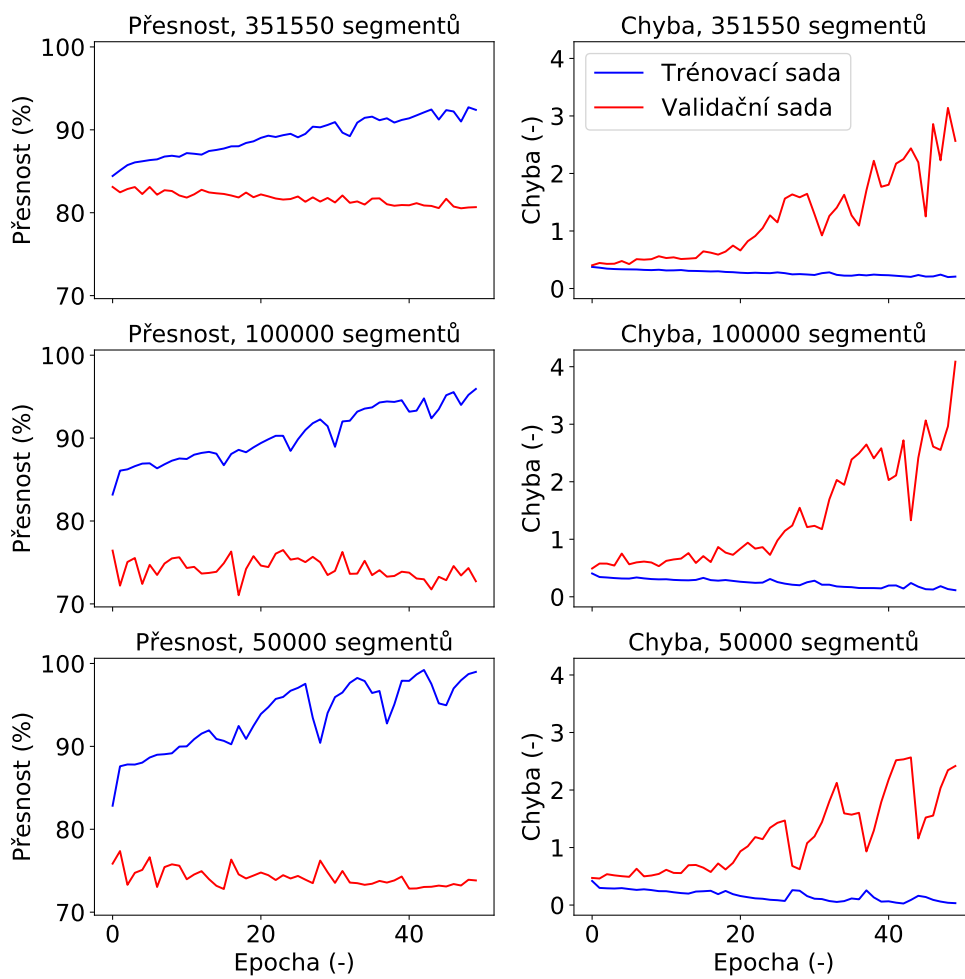 Přesnost, 351550 segmentů
Přesnost (%)
100
90
80
70
Chyba, 351550 segmentů
Chyba (-)
4
3
2
1
0
Trénovací sada
Validační sada
Přesnost, 100000 segmentů
Přesnost (%)
100
90
80
70
Chyba, 100000 segmentů
Chyba (-)
4
3
2
1
0
Přesnost, 50000 segmentů
Přesnost (%)
100
90
80
70
0 20 40
Epocha (-)
Chyba, 50000 segmentů
Chyba (-)
4
3
2
1
0
0 20 40
Epocha (-)